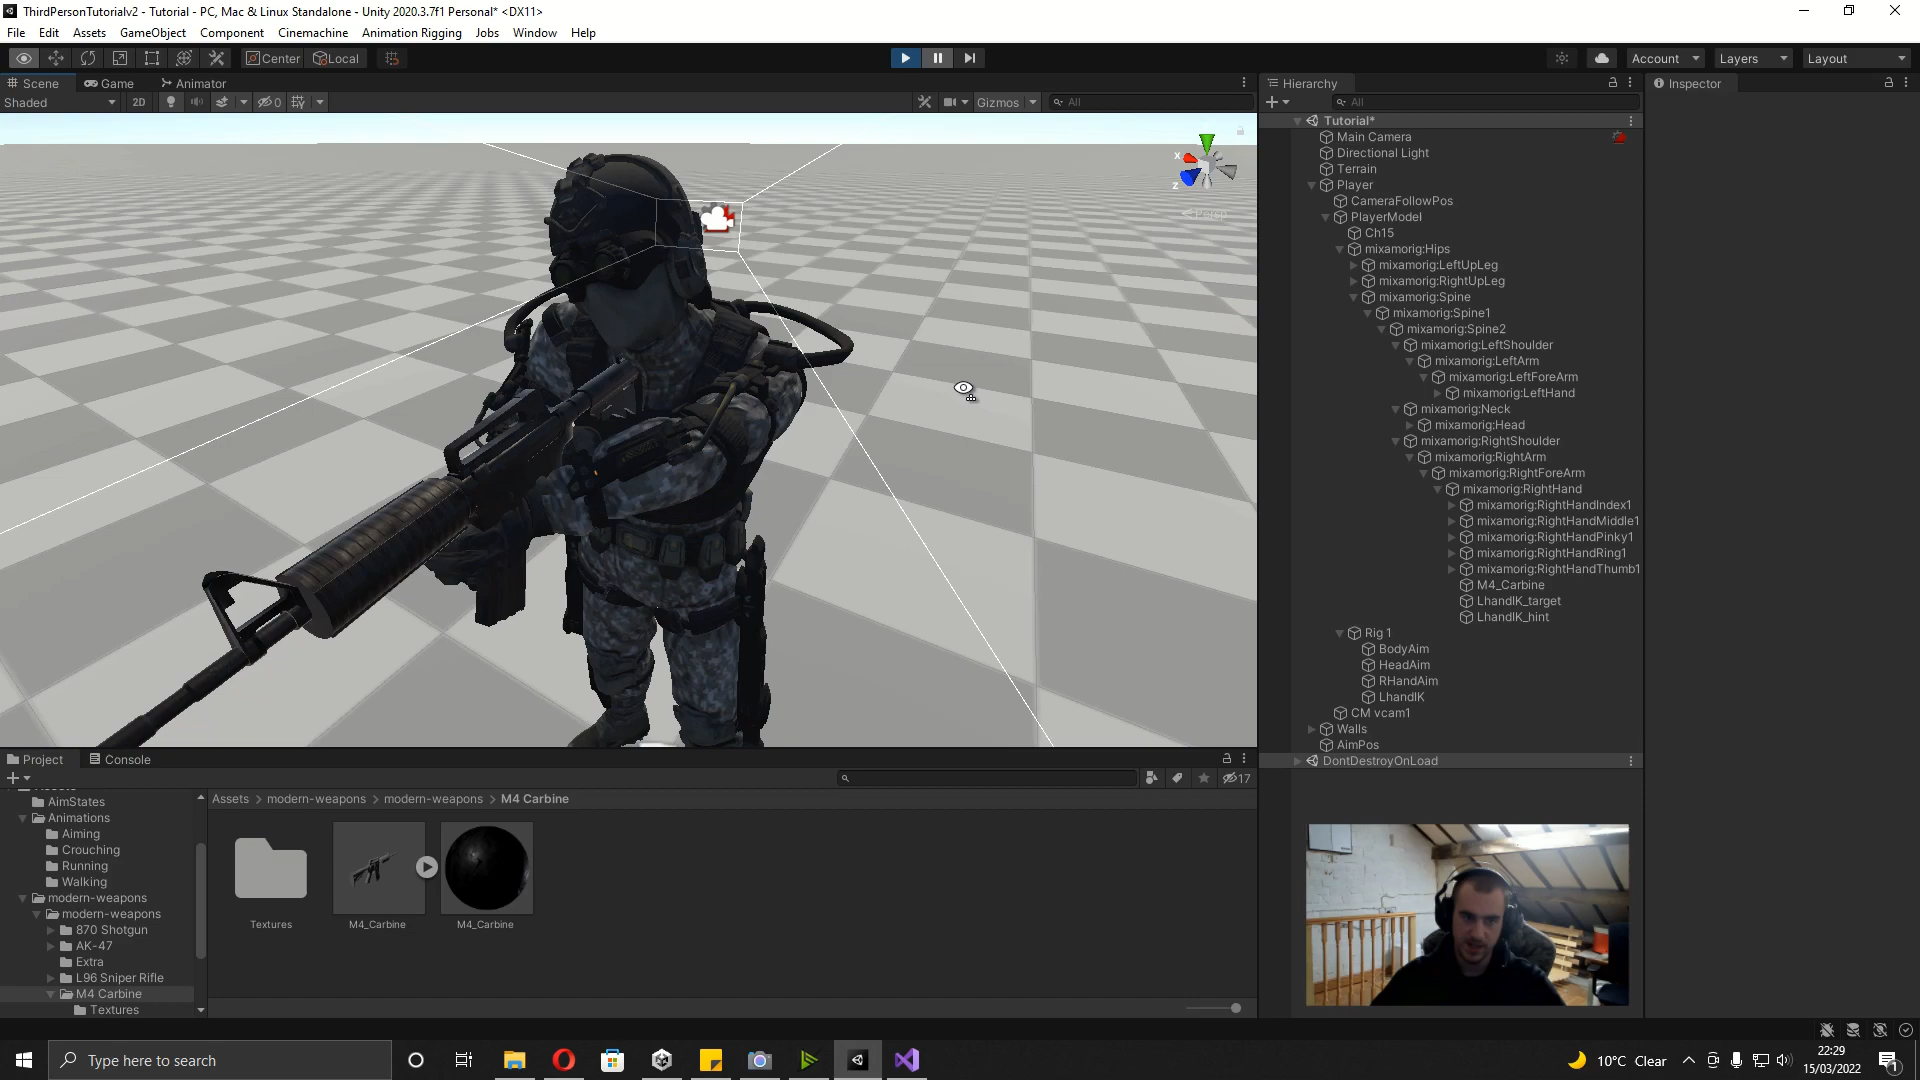 ThirdPersonTutorialv2 - Tutorial - PC, Mac & Linux Standalone - Unity 2020.3.7f1 Personal* <DX11>
File Edit Assets GameObject Component Cinemachine Animation Rigging Jobs Window Help
Center Local Account Layers Layout
Scene Game Animator
Shaded 2D 0 Gizmos All
x
z
Persp
Hierarchy
All
Tutorial*
Main Camera
Directional Light
Terrain
Player
CameraFollowPos
PlayerModel
Ch15
mixamorig:Hips
mixamorig:LeftUpLeg
mixamorig:RightUpLeg
mixamorig:Spine
mixamorig:Spine1
mixamorig:Spine2
mixamorig:LeftShoulder
mixamorig:LeftArm
mixamorig:LeftForeArm
mixamorig:LeftHand
mixamorig:Neck
mixamorig:Head
mixamorig:RightShoulder
mixamorig:RightArm
mixamorig:RightForeArm
mixamorig:RightHand
mixamorig:RightHandIndex1
mixamorig:RightHandMiddle1
mixamorig:RightHandPinky1
mixamorig:RightHandRing1
mixamorig:RightHandThumb1
M4_Carbine
LhandIK_target
LhandIK_hint
Rig 1
BodyAim
HeadAim
RHandAim
LhandIK
CM vcam1
Walls
AimPos
DontDestroyOnLoad
Inspector
Project Console
17
AimStates
Animations
Aiming
Crouching
Running
Walking
modern-weapons
modern-weapons
870 Shotgun
AK-47
Extra
L96 Sniper Rifle
M4 Carbine
Textures
Assets > modern-weapons > modern-weapons > M4 Carbine
Textures M4_Carbine M4_Carbine
Type here to search
10°C Clear
22:29
15/03/2022
1